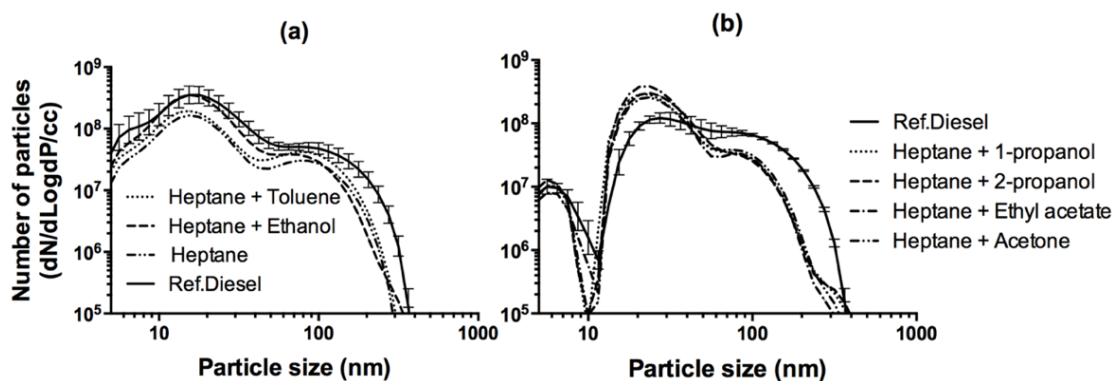 (a)
(b)
Number of particles
(dN/dLogdP/cc)
10⁹
10⁸
10⁷
10⁶
10⁵
Heptane + Toluene
Heptane + Ethanol
Heptane
Ref.Diesel
10
100
1000
Particle size (nm)
10⁹
10⁸
10⁷
10⁶
10⁵
10
100
1000
Particle size (nm)
Ref.Diesel
Heptane + 1-propanol
Heptane + 2-propanol
Heptane + Ethyl acetate
Heptane + Acetone